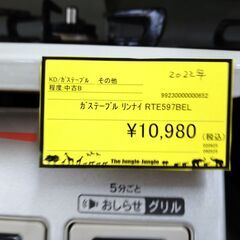 KD/ガステーブル その他
2022年
程度 中古B
99230000000652
ガステーブル リンナイ RTE597BEL
¥10,980 (税込)
The Jungle Jungle
5分ごと
おしらせ グリル